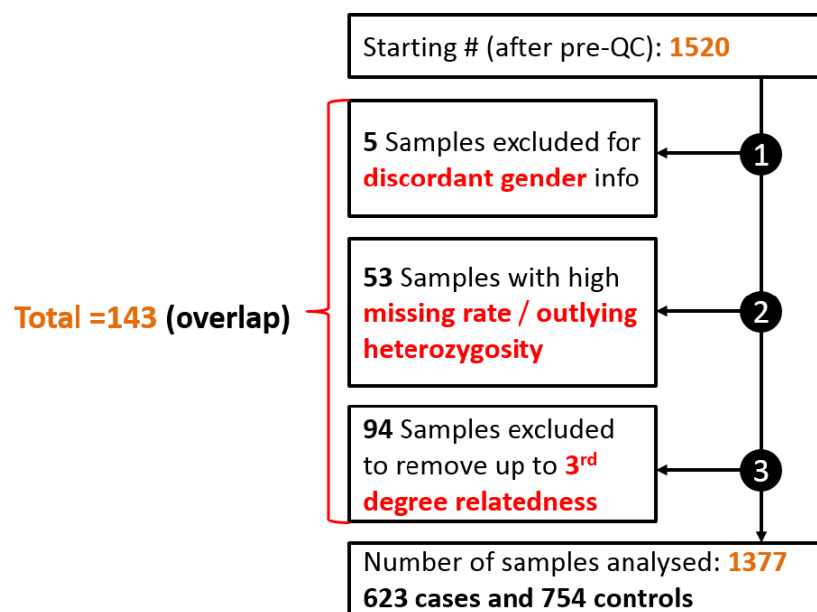 Starting # (after pre-QC): 1520
1
5 Samples excluded for
discordant gender info
53 Samples with high
missing rate / outlying
heterozygosity
2
Total =143 (overlap)
94 Samples excluded
to remove up to 3rd
degree relatedness
3
Number of samples analysed: 1377
623 cases and 754 controls